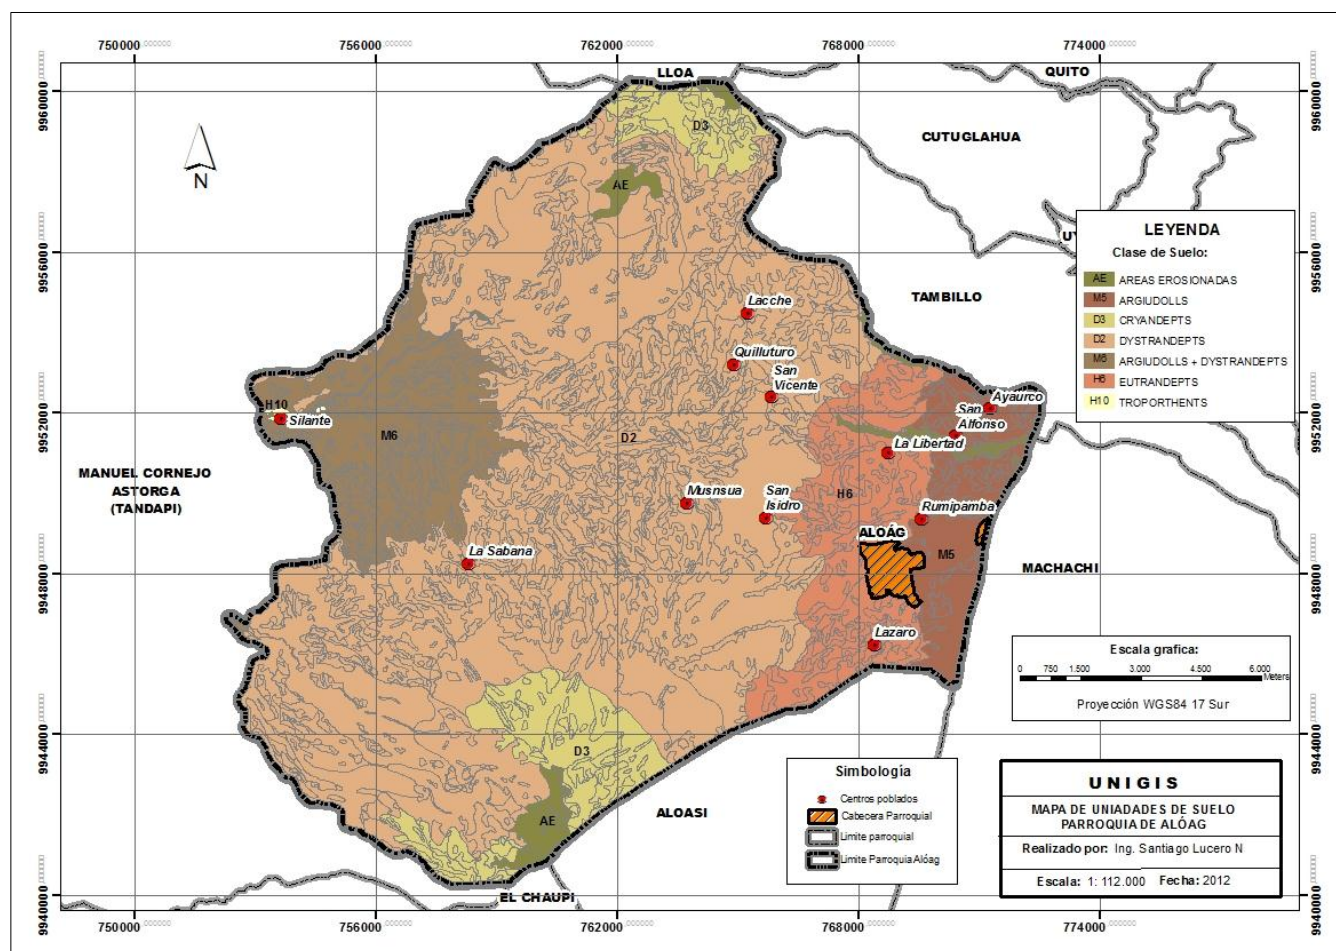 750000
756000
762000
768000
774000
LLOA
QUITO
9960000
9960000
D3
CUTUGLAHUA
N
AE
LEYENDA
Clase de Suelo:
AE AREAS EROSIONADAS
M5 ARGIUDOLLS
D3 CRYANDEPTS
D2 DYSTRANDEPTS
M6 ARGIUDOLLS + DYSTRANDEPTS
H6 EUTRANDEPTS
H10 TROPORTHENTS
9956000
9956000
TAMBILLO
Lacche
Quilluturo
San
Vicente
Ayaurco
San
Alfonso
H10
Silante
9952000
9952000
M6
D2
La Libertad
MANUEL CORNEJO
ASTORGA
(TANDAPI)
Musnsua
San
Isidro
H6
Rumipamba
ALOÁG
M5
La Sabana
MACHACHI
9948000
9948000
Lazaro
Escala grafica:
0 750 1.500 3.000 4.500 6.000
Meters
Proyección WGS84 17 Sur
9944000
9944000
D3
AE
ALOASI
Simbología
Centros poblados
Cabecera Parroquial
Limite parroquial
Limite Parroquia Alóag
UNIGIS
MAPA DE UNIADADES DE SUELO
PARROQUIA DE ALÓAG
Realizado por: Ing. Santiago Lucero N
Escala: 1: 112.000 Fecha: 2012
EL CHAUPI
9940000
9940000
750000
756000
762000
768000
774000